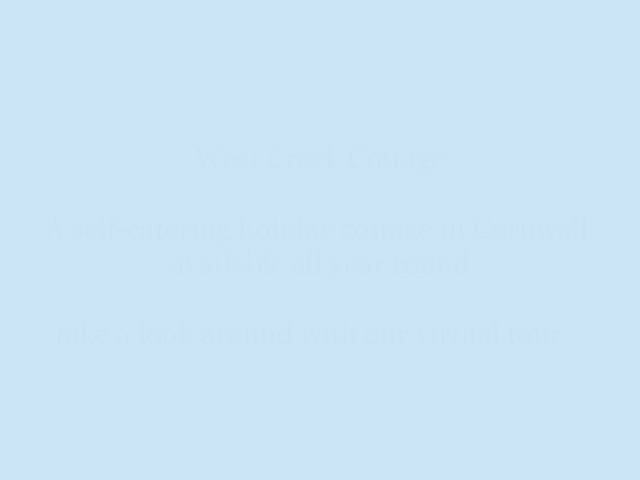 West Creek Cottage
A self-catering holiday cottage in Cornwall
available all year round
take a look around with our virtual tour